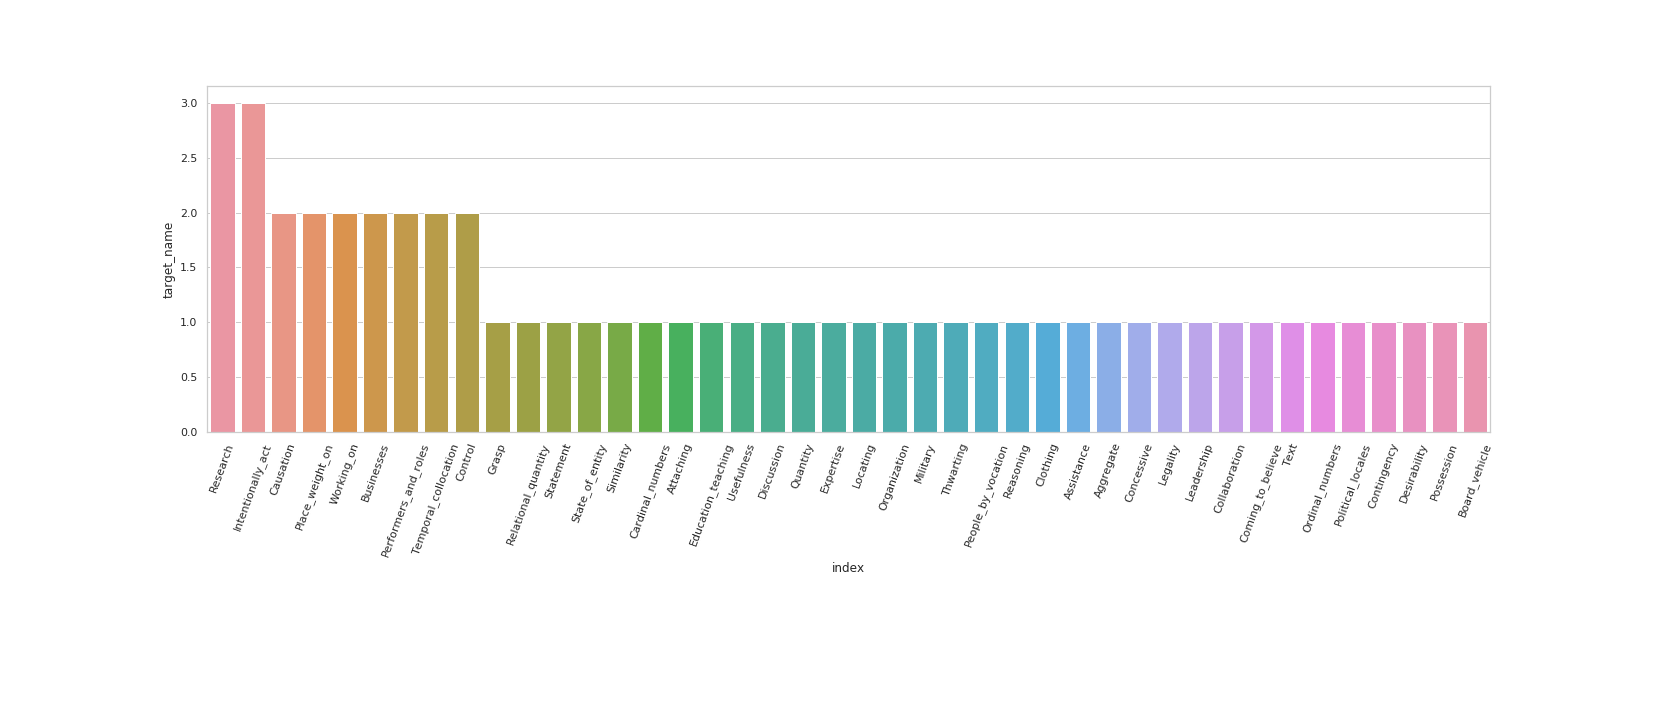 3.0
2.5
2.0
1.5
1.0
0.5
0.0
target_name
Research
Intentionally_act
Causation
Place_weight_on
Working_on
Businesses
Performers_and_roles
Temporal_collocation
Control
Grasp
Relational_quantity
Statement
State_of_entity
Similarity
Cardinal_numbers
Attaching
Education_teaching
Usefulness
Discussion
Quantity
Expertise
Locating
Organization
Military
Thwarting
People_by_vocation
Reasoning
Clothing
Assistance
Aggregate
Concessive
Legality
Leadership
Collaboration
Coming_to_believe
Text
Ordinal_numbers
Political_locales
Contingency
Desirability
Possession
Board_vehicle
index